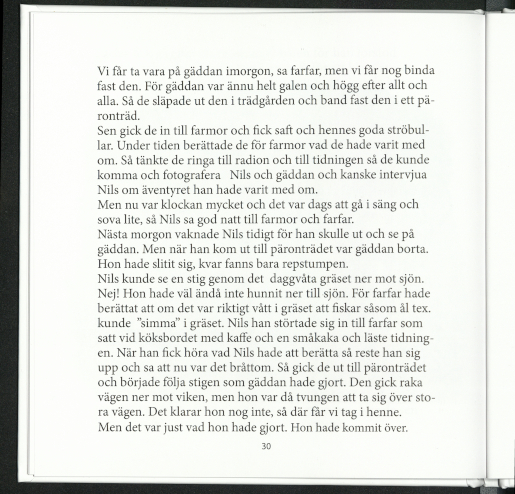 Vi får ta vara på gäddan imorgon, sa farfar, men vi får nog binda
fast den. För gäddan var ännu helt galen och högg efter allt och
alla. Så de släpade ut den i trädgården och band fast den i ett pä-
ronträd.
Sen gick de in till farmor och fick saft och hennes goda ströbul-
lar. Under tiden berättade de för farmor vad de hade varit med
om. Så tänkte de ringa till radion och till tidningen så de kunde
komma och fotografera Nils och gäddan och kanske intervjua
Nils om äventyret han hade varit med om.
Men nu var klockan mycket och det var dags att gå i säng och
sova lite, så Nils sa god natt till farmor och farfar.
Nästa morgon vaknade Nils tidigt för han skulle ut och se på
gäddan. Men när han kom ut till päronträdet var gäddan borta.
Hon hade slitit sig, kvar fanns bara repstumpen.
Nils kunde se en stig genom det daggvåta gräset ner mot sjön.
Nej! Hon hade väl ändå inte hunnit ner till sjön. För farfar hade
berättat att om det var riktigt vått i gräset att fiskar såsom ål tex.
kunde ”simma” i gräset. Nils han störtade sig in till farfar som
satt vid köksbordet med kaffe och en småkaka och läste tidning-
en. När han fick höra vad Nils hade att berätta så reste han sig
upp och sa att nu var det bråttom. Så gick de ut till päronträdet
och började följa stigen som gäddan hade gjort. Den gick raka
vägen ner mot viken, men hon var då tvungen att ta sig över sto-
ra vägen. Det klarar hon nog inte, så där får vi tag i henne.
Men det var just vad hon hade gjort. Hon hade kommit över.
30